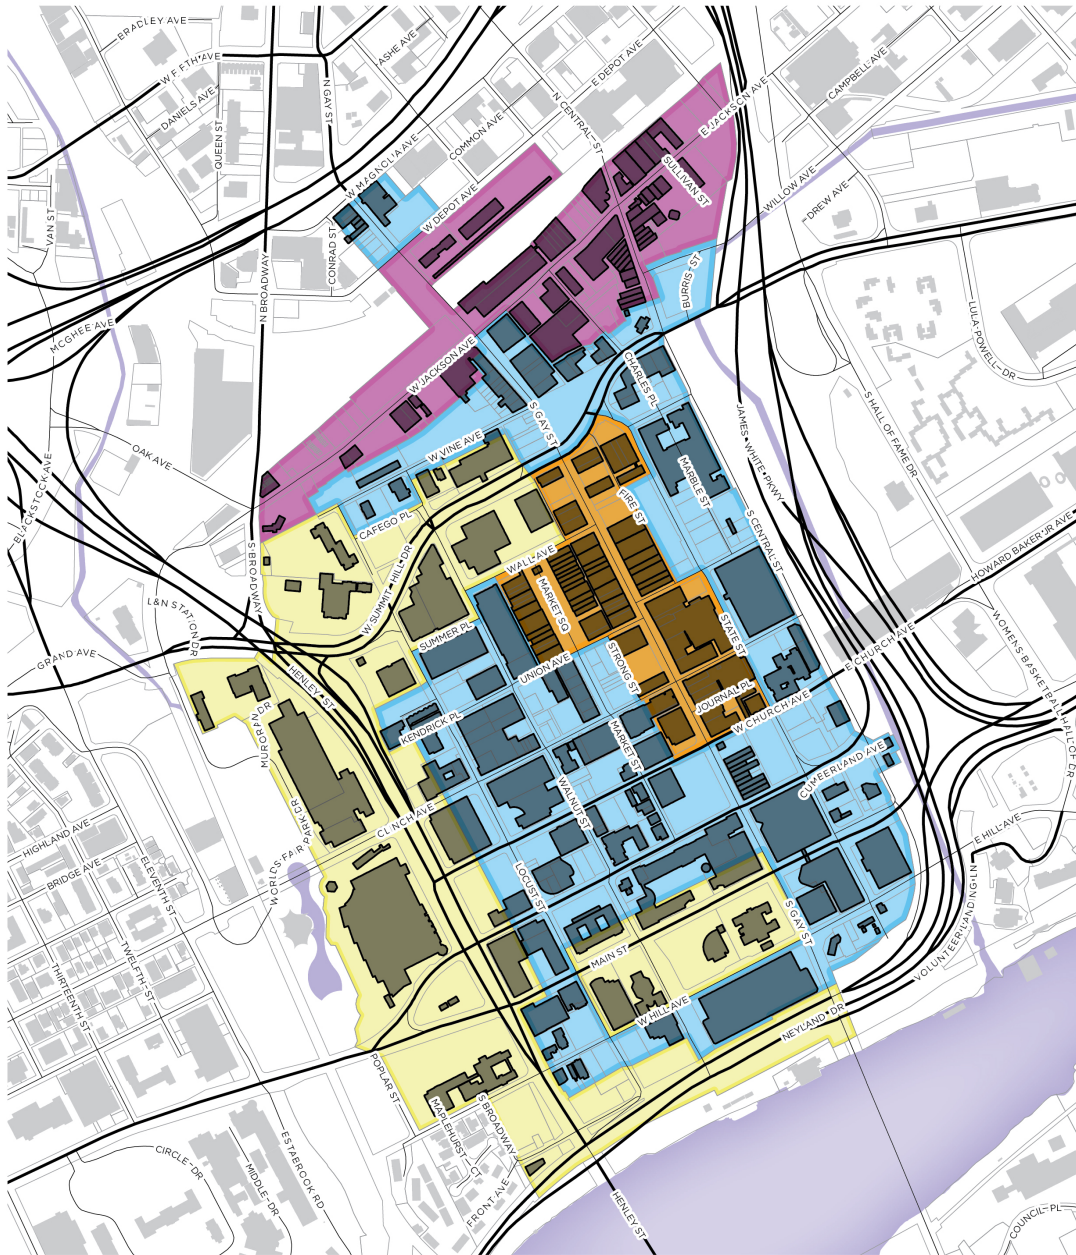 BRADLEY AVE
W FIFTH AVE
ASHE AVE
DANIELS AVE
N GAY ST
E DEPOT AVE
CAMPBELL AVE
E JACKSON AVE
N CENTRAL ST
COMMON AVE
QUEEN ST
W MAGNOLIA AVE
SULLIVAN ST
WILLOW AVE
DREW AVE
W DEPOT AVE
VAN ST
CONRAD ST
N BROADWAY
BURRIS ST
MCGHEE AVE
LULA POWELL DR
W JACKSON AVE
CHARLES PL
S GAY ST
S HALL OF FAME DR
JAMES WHITE PKWY
OAK AVE
W VINE AVE
BLACKSTOCK AVE
MARBLE ST
FIRE ST
CAFEGO PL
S CENTRAL ST
HOWARD BAKER JR AVE
S BROADWAY
WALL AVE
W SUMMIT HILL DR
MARKET SQ
L&N STATION DR
SUMMER PL
STATE ST
E CHURCH AVE
WOMENS BASKETBALL HALL OF FR
GRAND AVE
HENLEY ST
UNION AVE
STRONG ST
JOURNAL PL
MURORAN DR
KENDRICK PL
W CHURCH AVE
MARKET ST
CUMBERLAND AVE
WALNUT ST
CLINCH AVE
HIGHLAND AVE
BRIDGE AVE
ELEVENTH ST
W WORLDS FAIR PARK DR
E HILL AVE
LOCUST ST
S GAY ST
VOLUNTEER LANDING LN
TWELFTH ST
THIRTEENTH ST
MAIN ST
W HILL AVE
NEYLAND DR
POPLAR ST
MAPLEHURST CT
S BROADWAY
ESTABROOK RD
CIRCLE DR
MIDDLE DR
FRONT AVE
HENLEY ST
COUNCIL PL